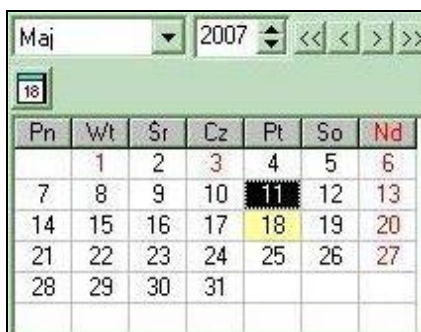 Maj 2007 << < > >>
18
Pn Wt Śr Cz Pt So Nd
1 2 3 4 5 6
7 8 9 10 11 12 13
14 15 16 17 18 19 20
21 22 23 24 25 26 27
28 29 30 31